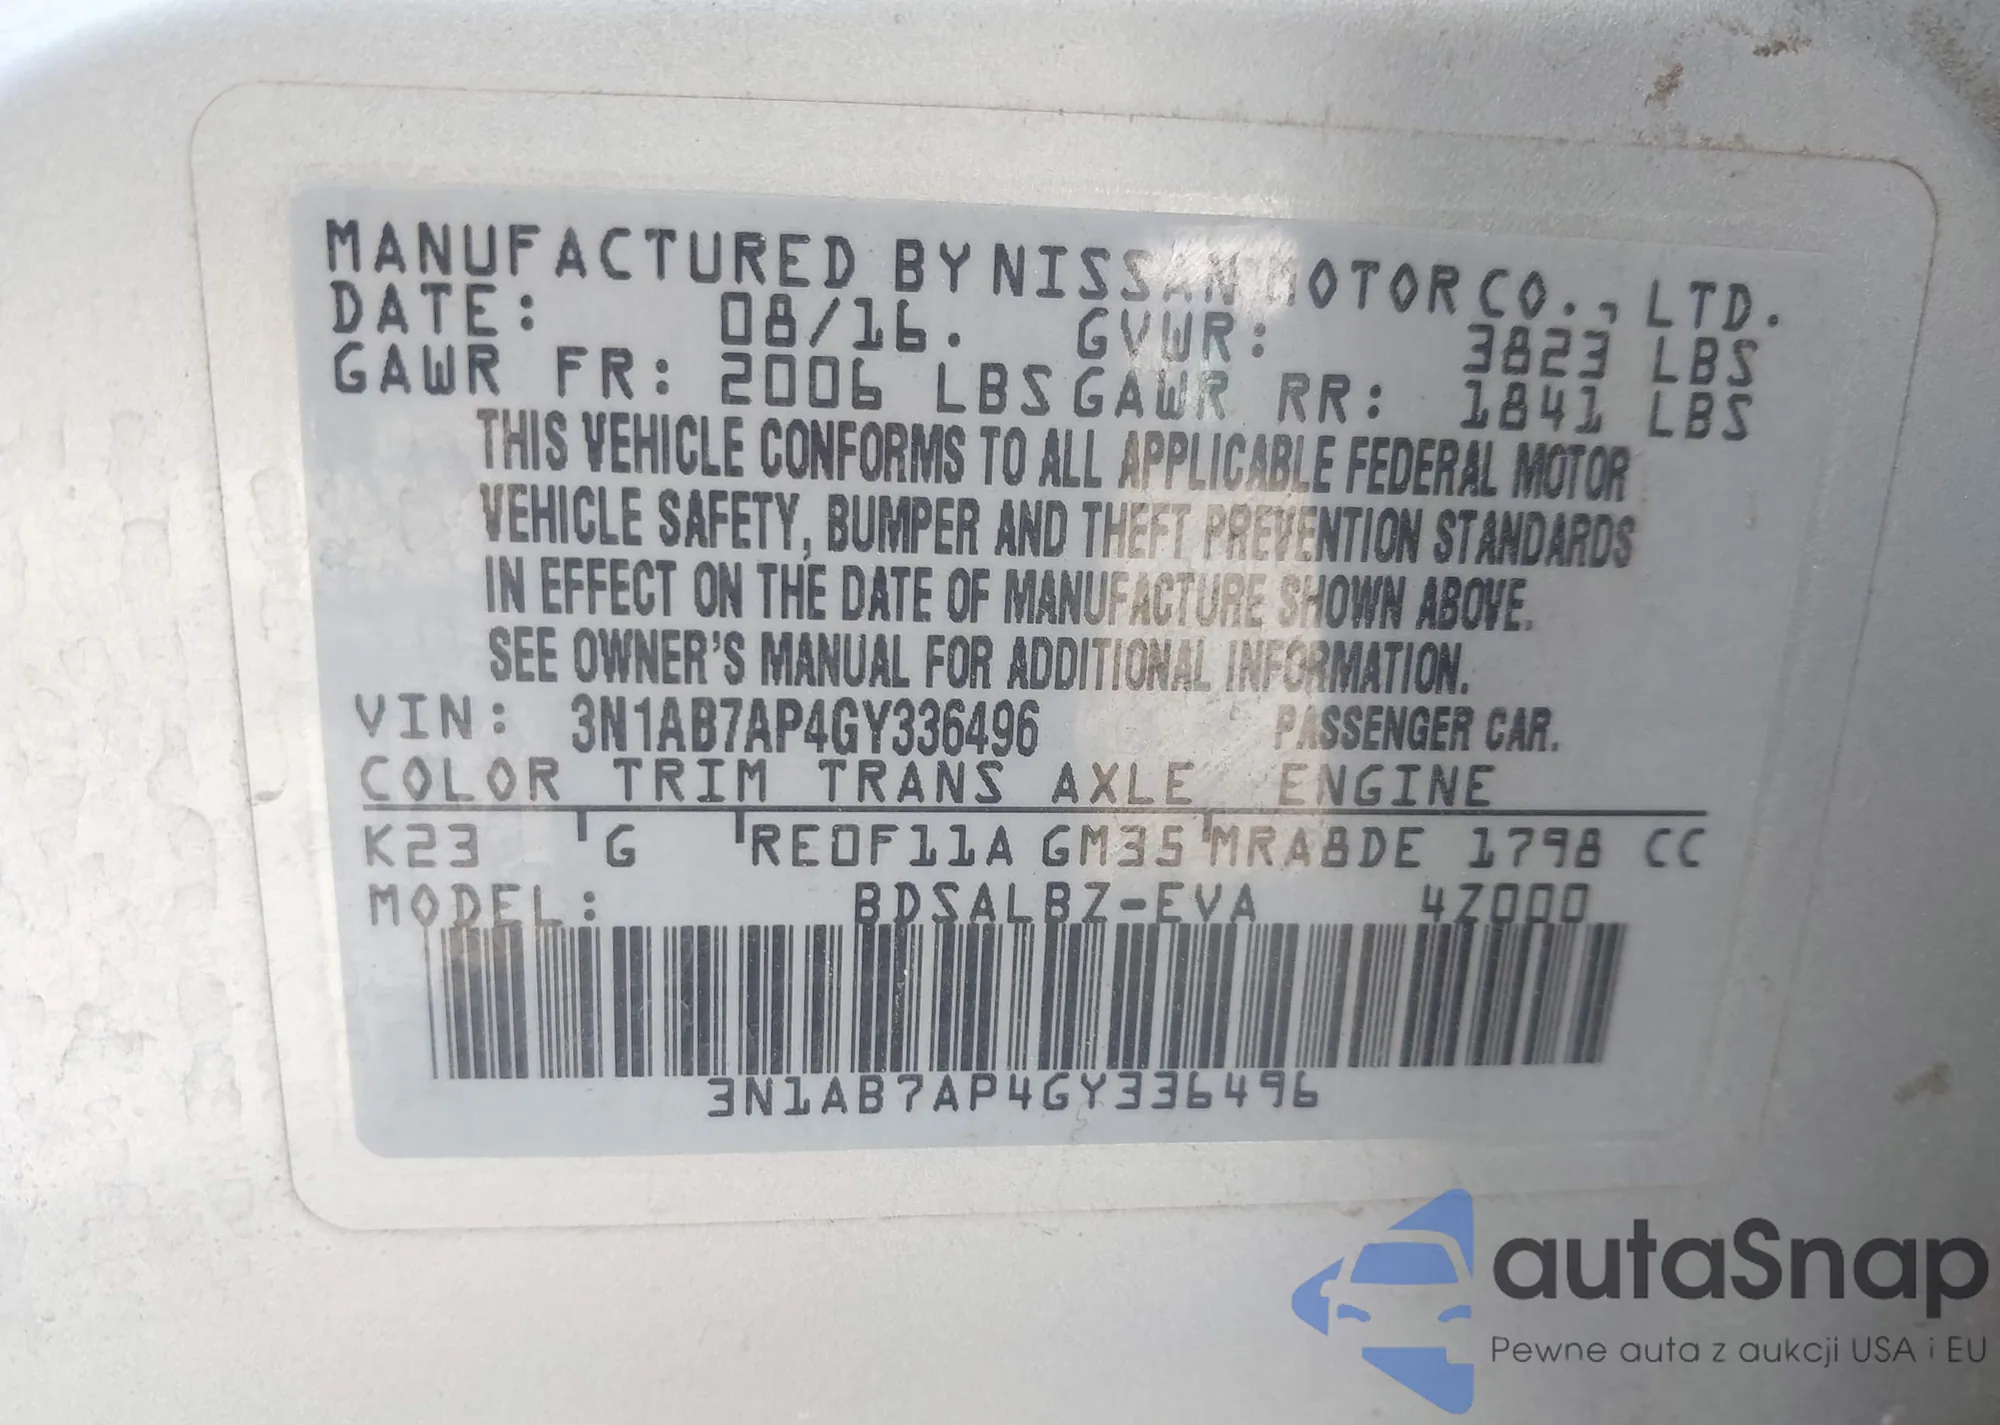 MANUFACTURED BY NISSAN MOTOR CO., LTD.
DATE: 08/16. GVWR: 3823 LBS
GAWR FR: 2006 LBS GAWR RR: 1841 LBS
THIS VEHICLE CONFORMS TO ALL APPLICABLE FEDERAL MOTOR
VEHICLE SAFETY, BUMPER AND THEFT PREVENTION STANDARDS
IN EFFECT ON THE DATE OF MANUFACTURE SHOWN ABOVE.
SEE OWNER'S MANUAL FOR ADDITIONAL INFORMATION.
VIN: 3N1AB7AP4GY336496 PASSENGER CAR.
COLOR TRIM TRANS AXLE ENGINE
K23 G RE0F11A GM35 MRA8DE 1798 CC
MODEL: BDSALBZ-EVA 4Z000
3N1AB7AP4GY336496
autaSnap
Pewne auta z aukcji USA i EU